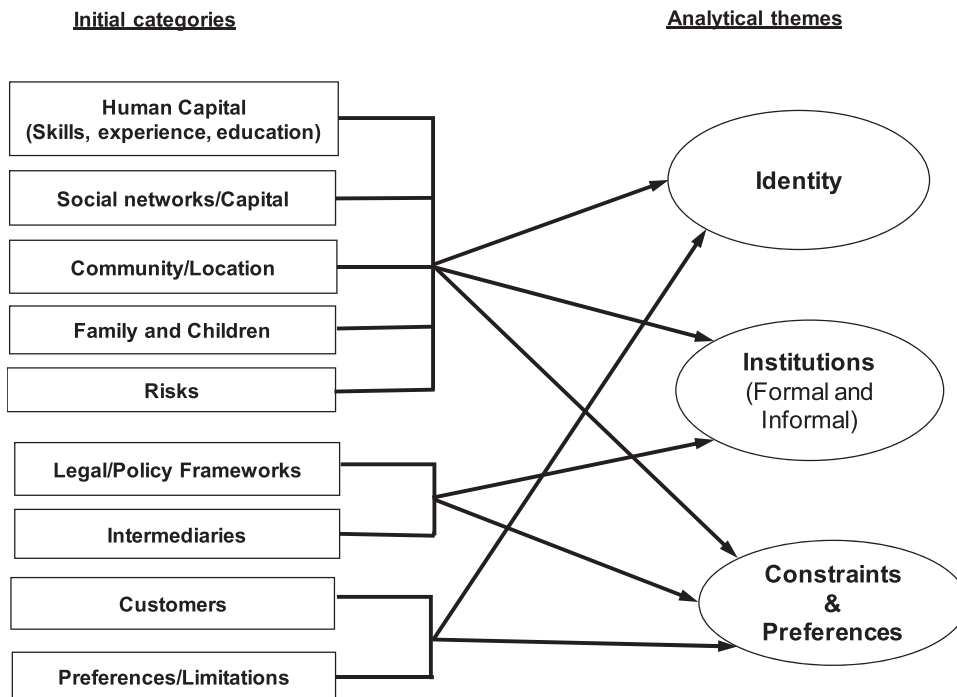 Initial categories
Analytical themes
Human Capital
(Skills, experience, education)
Social networks/Capital
Community/Location
Family and Children
Risks
Legal/Policy Frameworks
Intermediaries
Customers
Preferences/Limitations
Identity
Institutions
(Formal and
Informal)
Constraints
&
Preferences